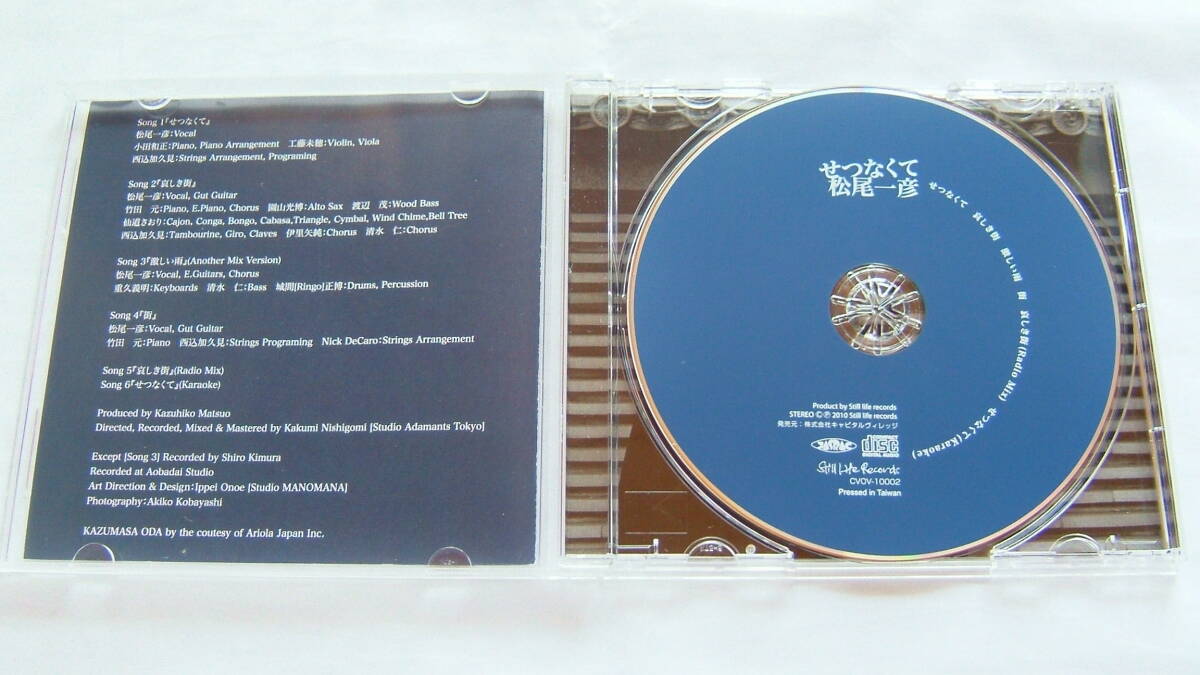 Song 1『せつなくて』
松尾一彦:Vocal
小田和正:Piano, Piano Arrangement 工藤未穂:Violin, Viola
西込加久見:Strings Arrangement, Programing
Song 2『哀しき街』
松尾一彦:Vocal, Gut Guitar
竹田 元:Piano, E.Piano, Chorus 園山光博:Alto Sax 渡辺 茂:Wood Bass
仙道さおり:Cajon, Conga, Bongo, Cabasa,Triangle, Cymbal, Wind Chime,Bell Tree
西込加久見:Tambourine, Giro, Claves 伊里矢純:Chorus 清水 仁:Chorus
Song 3『激しい雨』(Another Mix Version)
松尾一彦:Vocal, E.Guitars, Chorus
重久義明:Keyboards 清水 仁:Bass 城間[Ringo]正博:Drums, Percussion
Song 4『街』
松尾一彦:Vocal, Gut Guitar
竹田 元:Piano 西込加久見:Strings Programing Nick DeCaro:Strings Arrangement
Song 5『哀しき街』(Radio Mix)
Song 6『せつなくて』(Karaoke)
Produced by Kazuhiko Matsuo
Directed, Recorded, Mixed & Mastered by Kakumi Nishigomi [Studio Adamants Tokyo]
Except [Song 3] Recorded by Shiro Kimura
Recorded at Aobadai Studio
Art Direction & Design:Ippei Onoe [Studio MANOMANA]
Photography:Akiko Kobayashi
KAZUMASA ODA by the coutesy of Ariola Japan Inc.
せつなくて
松尾一彦
せつなくて 哀しき街 激しい雨 街 哀しき街(Radio Mix) せつなくて(Karaoke)
Product by Still life records
STEREO Ⓒ Ⓟ 2010 Still life records
発売元:株式会社キャピタルヴィレッジ
COMPACT
disc
DIGITAL AUDIO
Still Life Records
CVOV-10002
Pressed in Taiwan